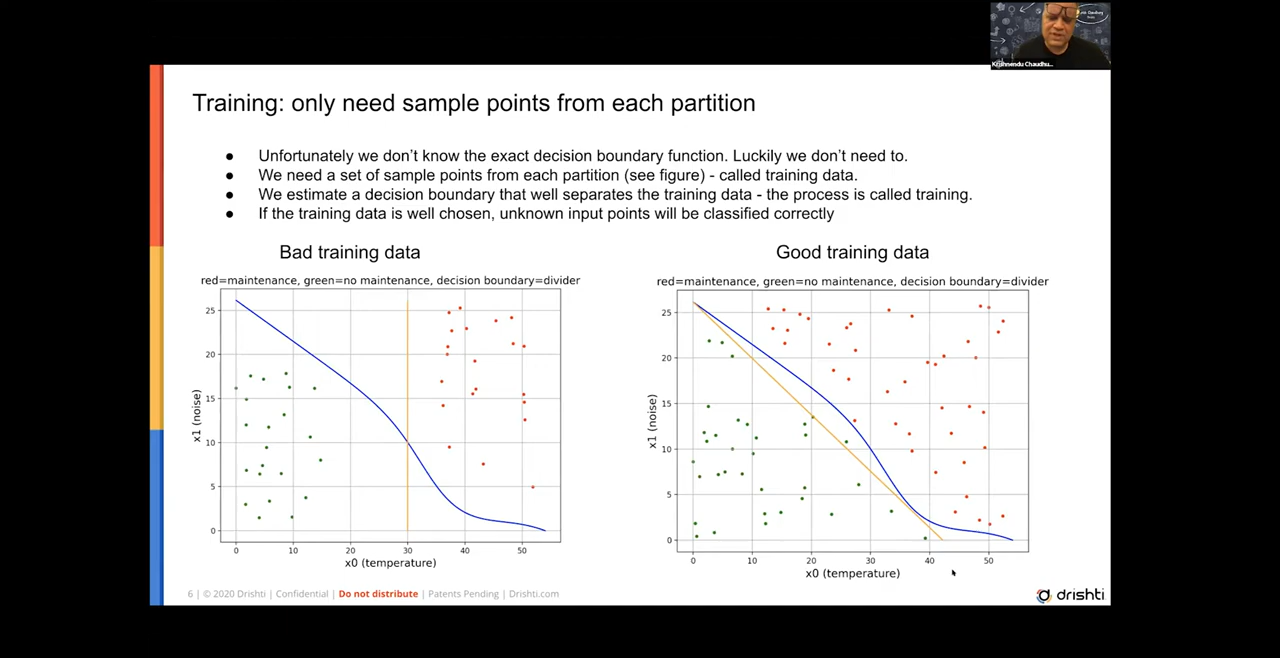 Krishnendu Chaudhu...
Training: only need sample points from each partition
● Unfortunately we don't know the exact decision boundary function. Luckily we don't need to.
● We need a set of sample points from each partition (see figure) - called training data.
● We estimate a decision boundary that well separates the training data - the process is called training.
● If the training data is well chosen, unknown input points will be classified correctly
Bad training data
red=maintenance, green=no maintenance, decision boundary=divider
25
20
15
10
5
0
x1 (noise)
0 10 20 30 40 50
x0 (temperature)
Good training data
red=maintenance, green=no maintenance, decision boundary=divider
25
20
15
10
5
0
x1 (noise)
0 10 20 30 40 50
x0 (temperature)
6 | © 2020 Drishti | Confidential | Do not distribute | Patents Pending | Drishti.com
drishti